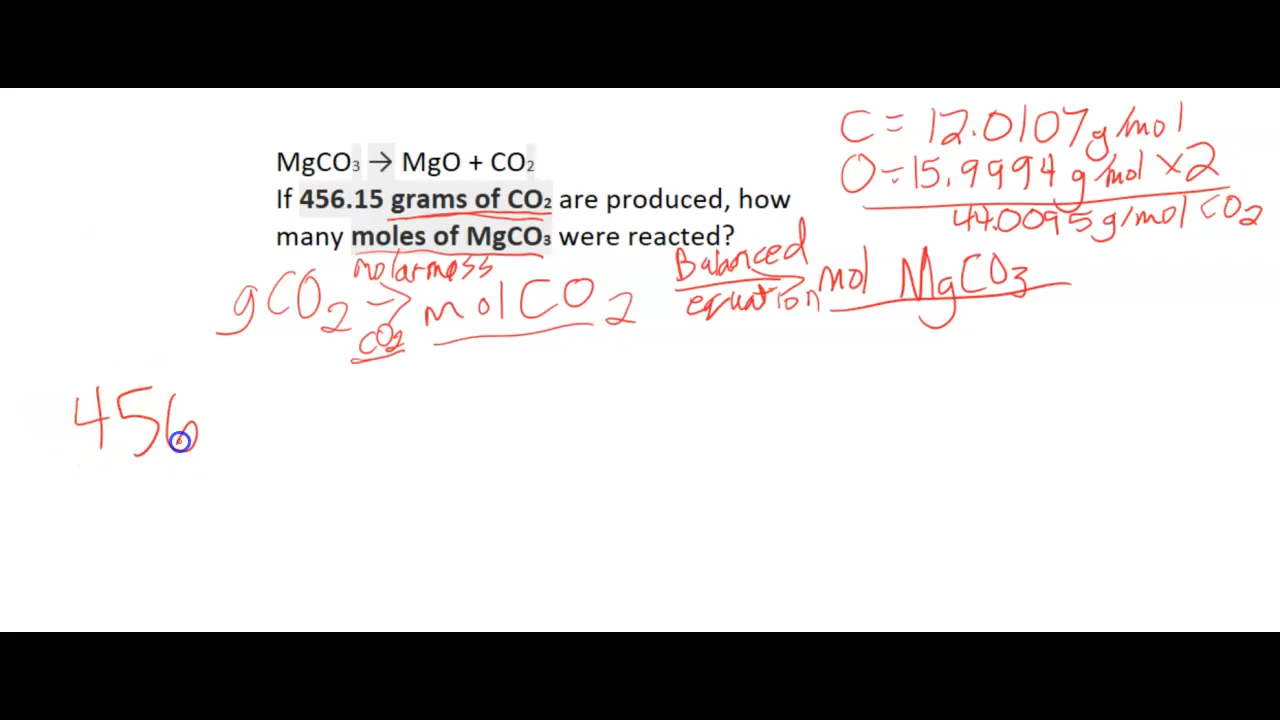 C = 12.0107 g/mol
O = 15.9994 g/mol x 2
44.0095 g/mol CO2
MgCO3 → MgO + CO2
If 456.15 grams of CO2 are produced, how
many moles of MgCO3 were reacted?
molar mass
gCO2 → mol CO2
CO2
Balanced
equation
mol MgCO3
456